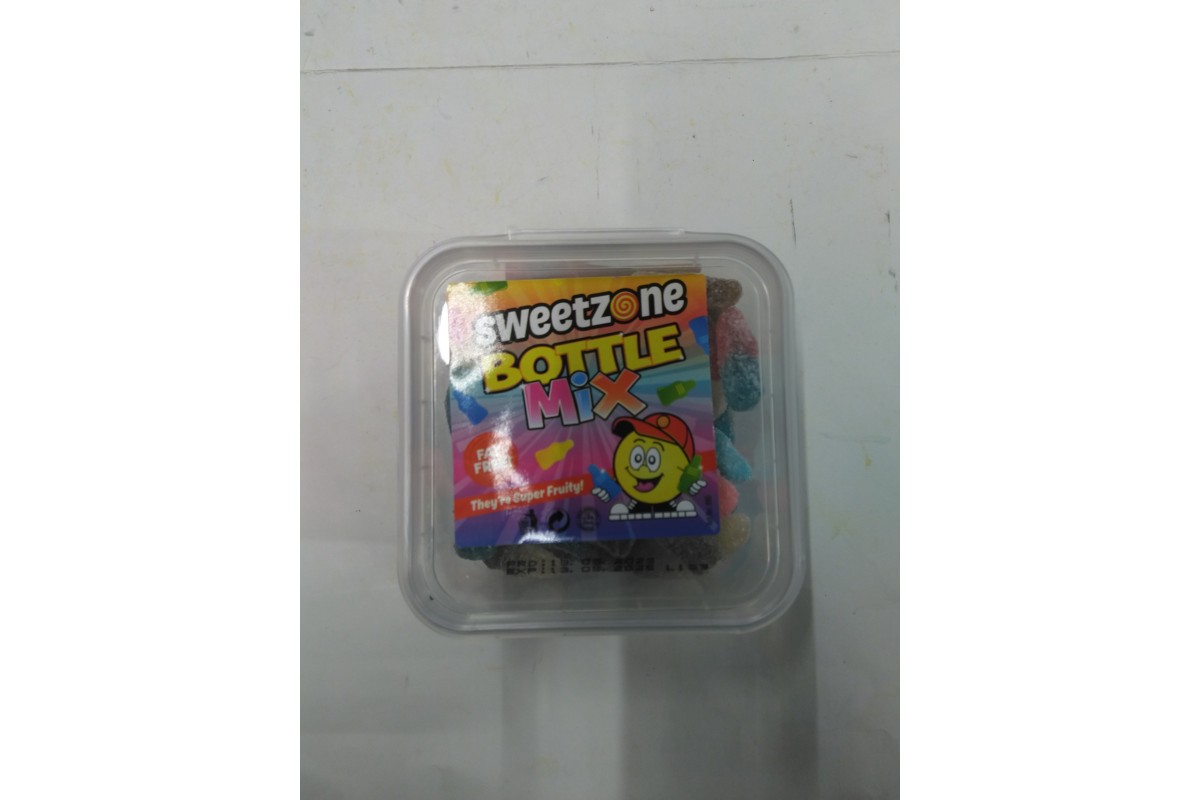 sweetzone
BOTTLE
MiX
FAT
FREE
They're Super Fruity!